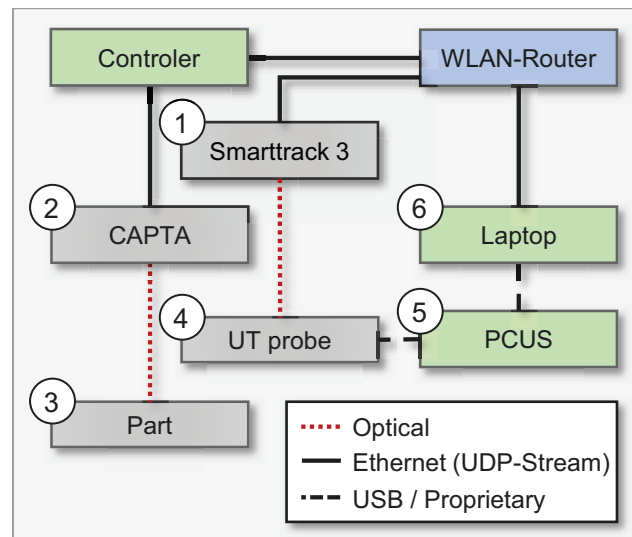 Controler
WLAN-Router
1
Smarttrack 3
2
CAPTA
6
Laptop
4
UT probe
5
PCUS
3
Part
Optical
Ethernet (UDP-Stream)
USB / Proprietary